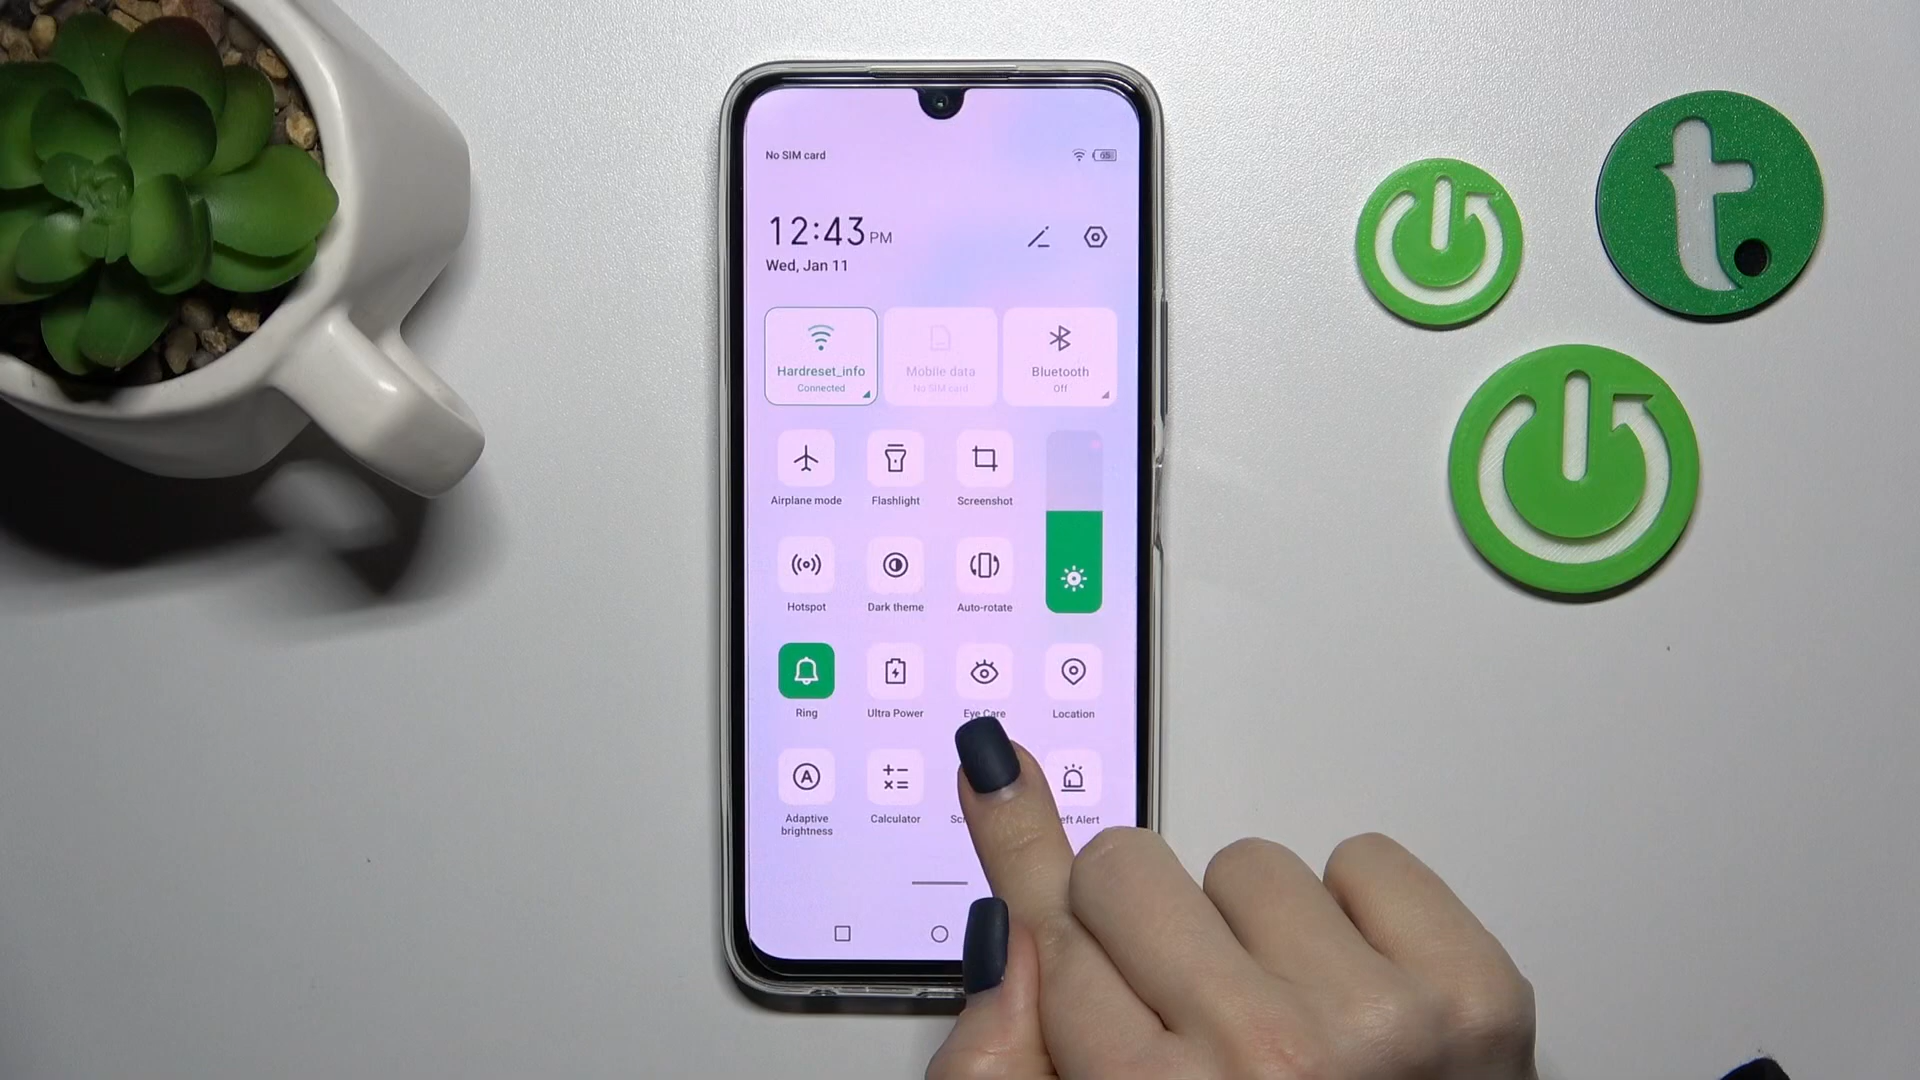 No SIM card
12:43 PM
Wed, Jan 11
Hardreset_info
Connected
Mobile data
No SIM card
Bluetooth
Off
Airplane mode
Flashlight
Screenshot
Hotspot
Dark theme
Auto-rotate
Ring
Ultra Power
Eye Care
Location
Adaptive
brightness
Calculator
Alert
t.